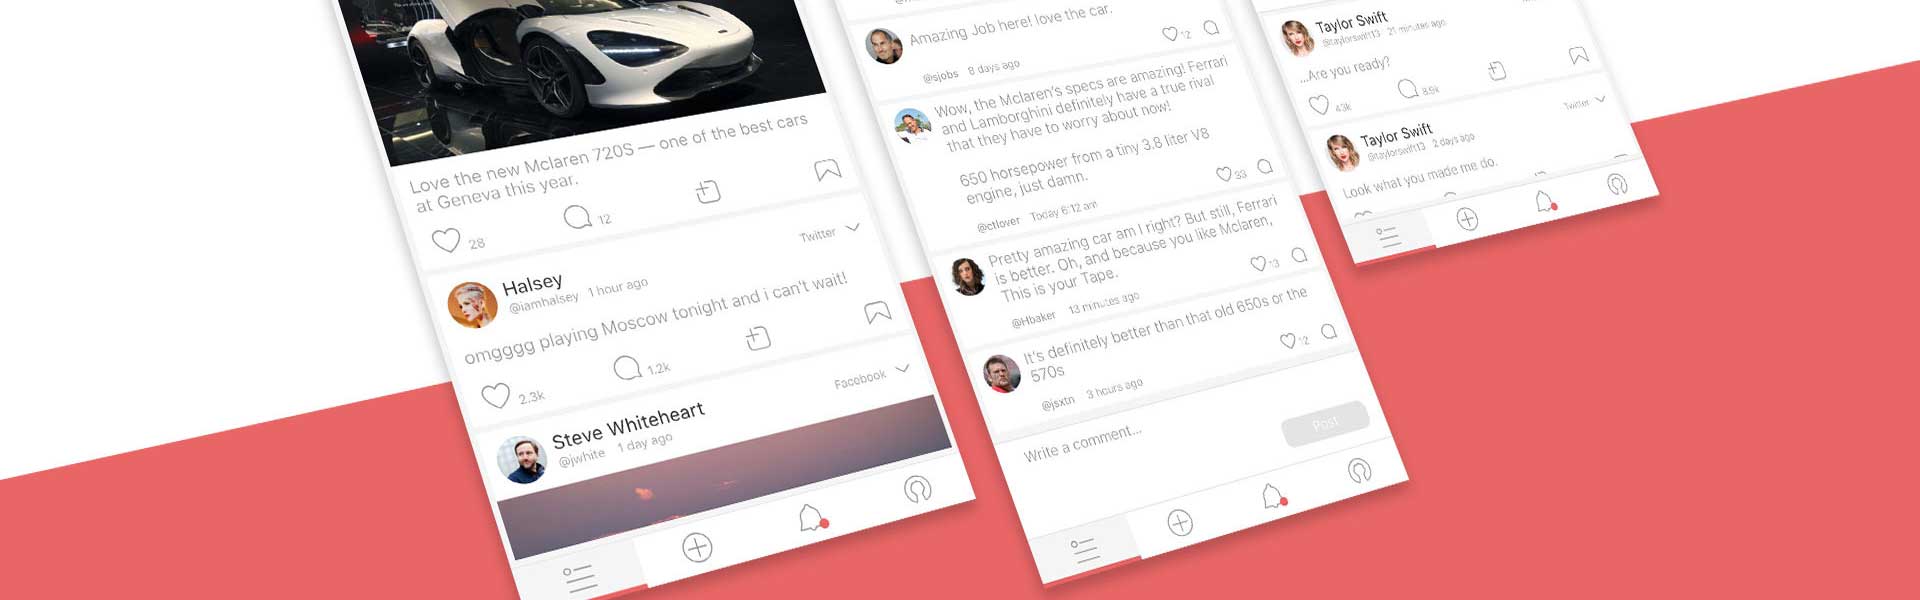 Love the new Mclaren 720S — one of the best cars
at Geneva this year.
28
12
Twitter
Halsey
@iamhalsey 1 hour ago
omgggg playing Moscow tonight and i can't wait!
2.3k
1.2k
Facebook
Steve Whiteheart
@jwhite 1 day ago
Amazing Job here! love the car.
@sjobs 8 days ago
12
Wow, the Mclaren's specs are amazing! Ferrari
and Lamborghini definitely have a true rival
that they have to worry about now!
650 horsepower from a tiny 3.8 liter V8
engine, just damn.
@ctlover Today 6:12 am
33
Pretty amazing car am I right? But still, Ferrari
is better. Oh, and because you like Mclaren,
This is your Tape.
@Hbaker 13 minutes ago
13
It's definitely better than that old 650s or the
570s
@jsxtn 3 hours ago
12
Write a comment...
Post
Taylor Swift
@taylorswift13 21 minutes ago
...Are you ready?
43k
8.9k
Twitter
Taylor Swift
@taylorswift13 2 days ago
Look what you made me do.